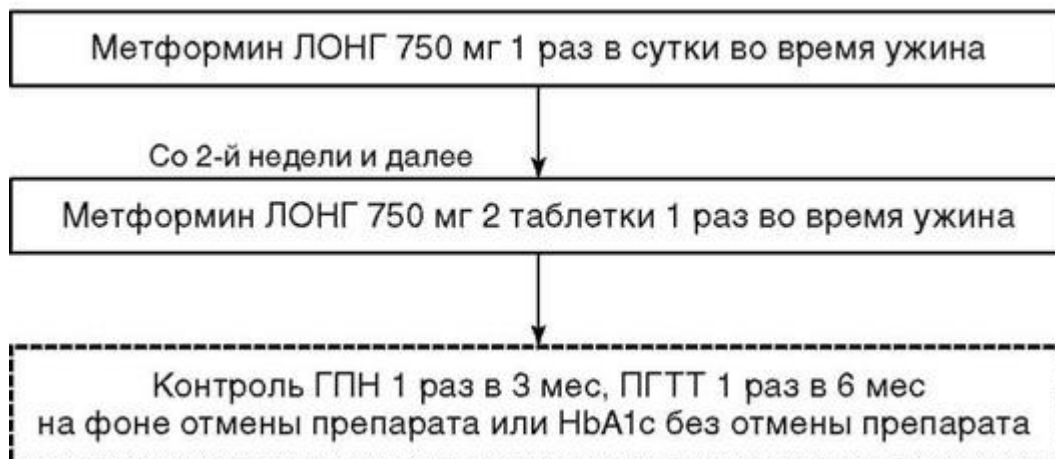 Метформин ЛОНГ 750 мг 1 раз в сутки во время ужина
Со 2-й недели и далее
Метформин ЛОНГ 750 мг 2 таблетки 1 раз во время ужина
Контроль ГПН 1 раз в 3 мес, ПГТТ 1 раз в 6 мес
на фоне отмены препарата или HbA1c без отмены препарата